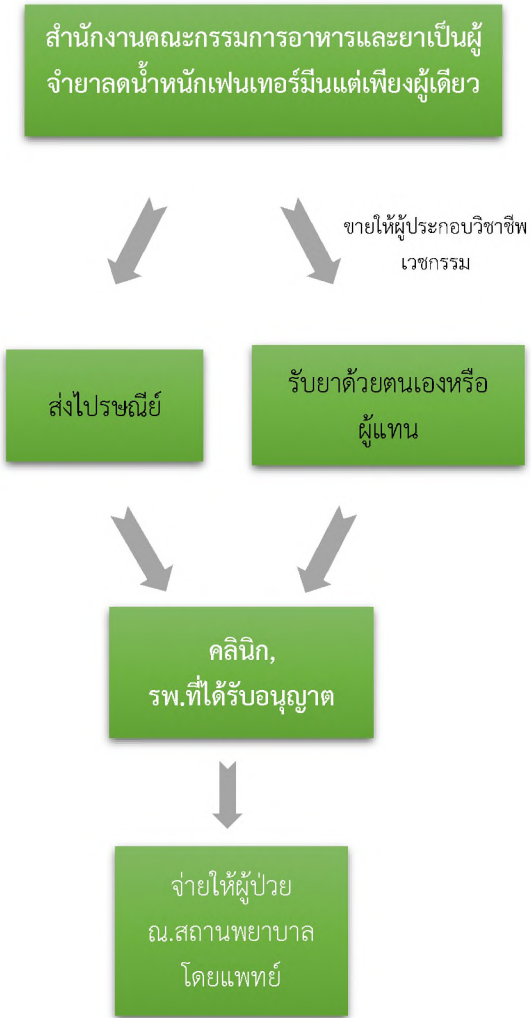 สำนักงานคณะกรรมการอาหารและยาเป็นผู้
จำยาลดน้ำหนักเฟนเทอร์มีนแต่เพียงผู้เดียว
ขายให้ผู้ประกอบวิชาชีพ
เวชกรรม
ส่งไปรษณีย์
รับยาด้วยตนเองหรือ
ผู้แทน
คลินิก,
รพ.ที่ได้รับอนุญาต
จ่ายให้ผู้ป่วย
ณ.สถานพยาบาล
โดยแพทย์